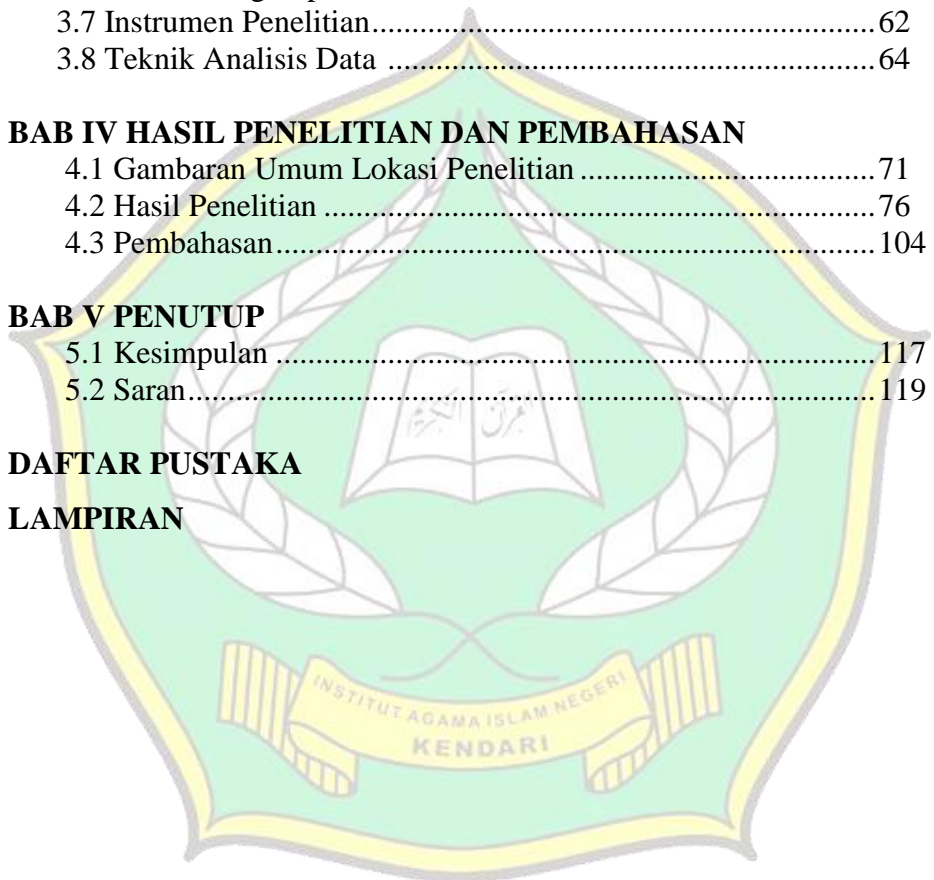 3.7 Instrumen Penelitian..........................................................62
3.8 Teknik Analisis Data ........................................................64
BAB IV HASIL PENELITIAN DAN PEMBAHASAN
4.1 Gambaran Umum Lokasi Penelitian ..................................71
4.2 Hasil Penelitian ................................................................76
4.3 Pembahasan.....................................................................104
BAB V PENUTUP
5.1 Kesimpulan .....................................................................117
5.2 Saran...............................................................................119
DAFTAR PUSTAKA
LAMPIRAN
القرآن الكريم
INSTITUT AGAMA ISLAM NEGERI
KENDARI